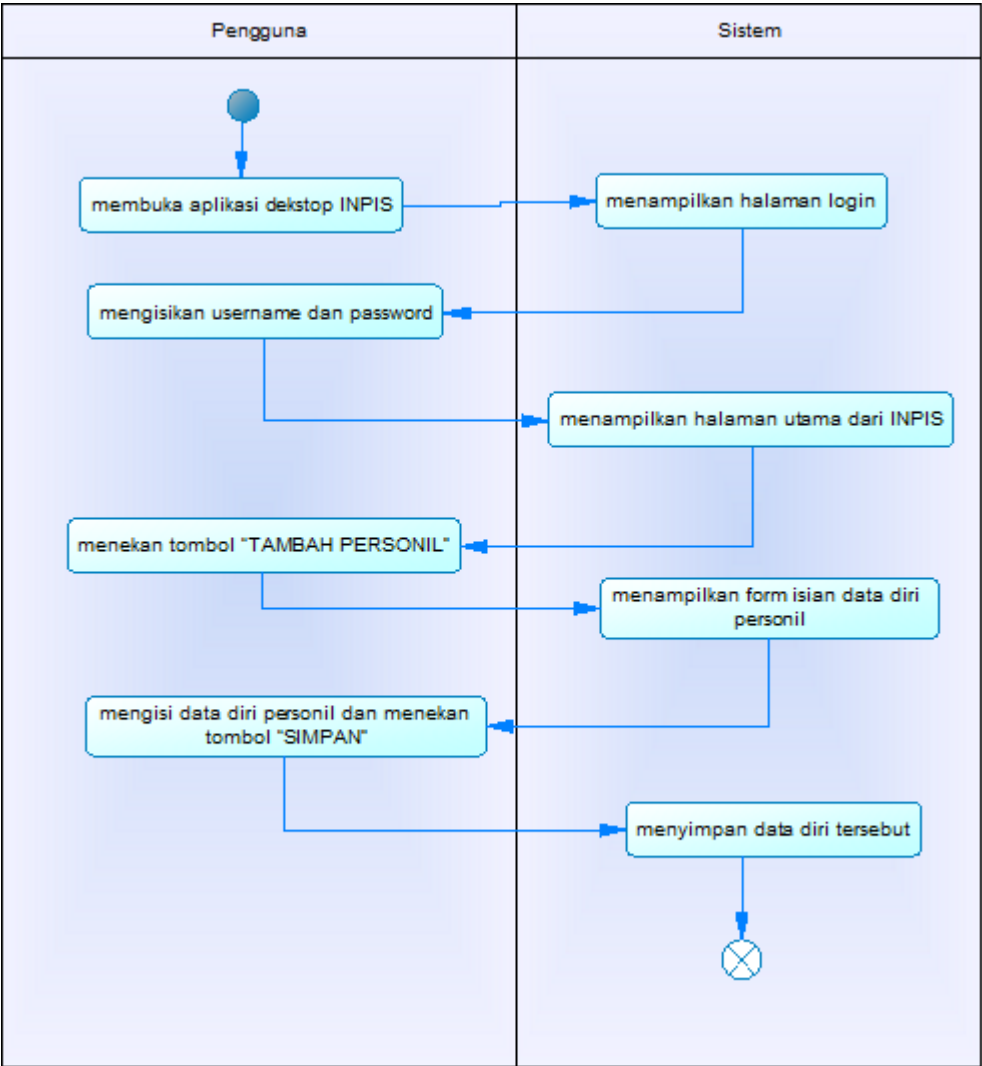 Pengguna
Sistem
membuka aplikasi dekstop INPIS
menampilkan halaman login
mengisikan username dan password
menampilkan halaman utama dari INPIS
menekan tombol "TAMBAH PERSONIL"
menampilkan form isian data diri
personil
mengisi data diri personil dan menekan
tombol "SIMPAN"
menyimpan data diri tersebut